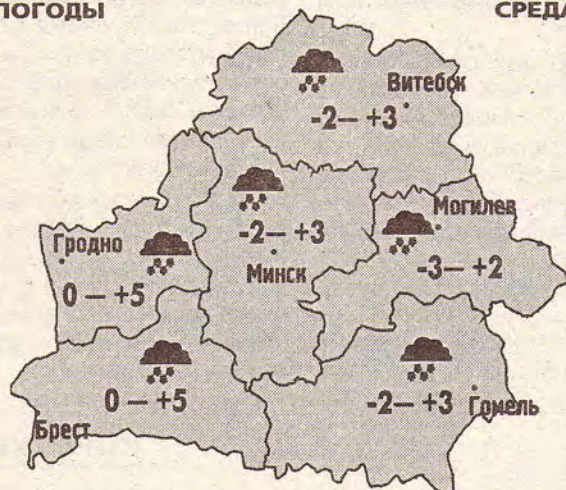 ПОГОДЫ
СРЕДА
Витебск
-2— +3
Могилев
-2— +3
Гродно
Минск
-3— +2
0 — +5
0 — +5
-2— +3 Гомель
Брест